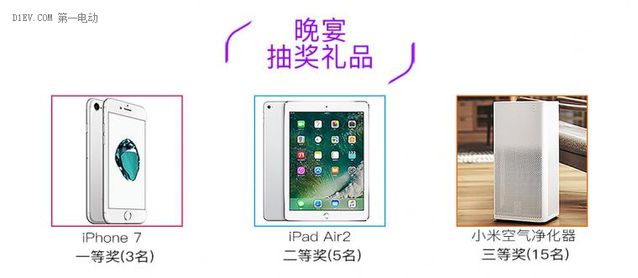 D1EV.COM 第一电动
晚宴
抽奖礼品
iPhone 7
一等奖(3名)
iPad Air2
二等奖(5名)
小米空气净化器
三等奖(15名)